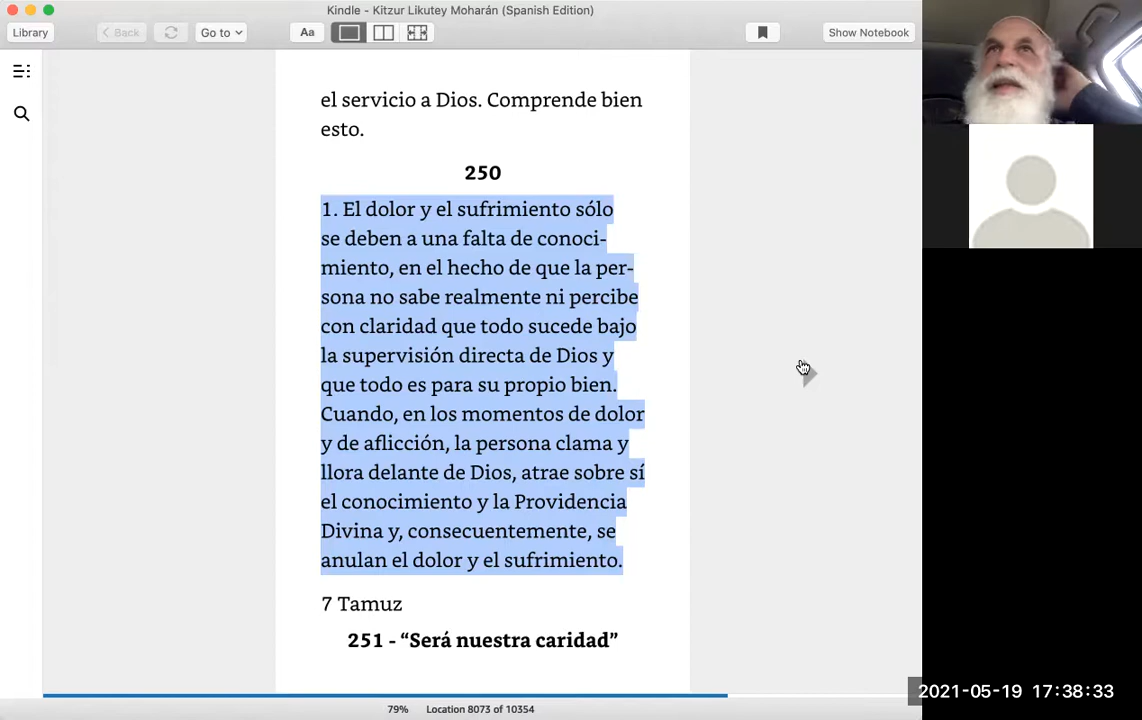 Kindle - Kitzur Likutey Moharán (Spanish Edition)
Library
Back
Go to
Aa
Show Notebook
el servicio a Dios. Comprende bien
esto.
250
1. El dolor y el sufrimiento sólo
se deben a una falta de conoci-
miento, en el hecho de que la per-
sona no sabe realmente ni percibe
con claridad que todo sucede bajo
la supervisión directa de Dios y
que todo es para su propio bien.
Cuando, en los momentos de dolor
y de aflicción, la persona clama y
llora delante de Dios, atrae sobre sí
el conocimiento y la Providencia
Divina y, consecuentemente, se
anulan el dolor y el sufrimiento.
7 Tamuz
251 - “Será nuestra caridad”
79% Location 8073 of 10354
2021-05-19 17:38:33